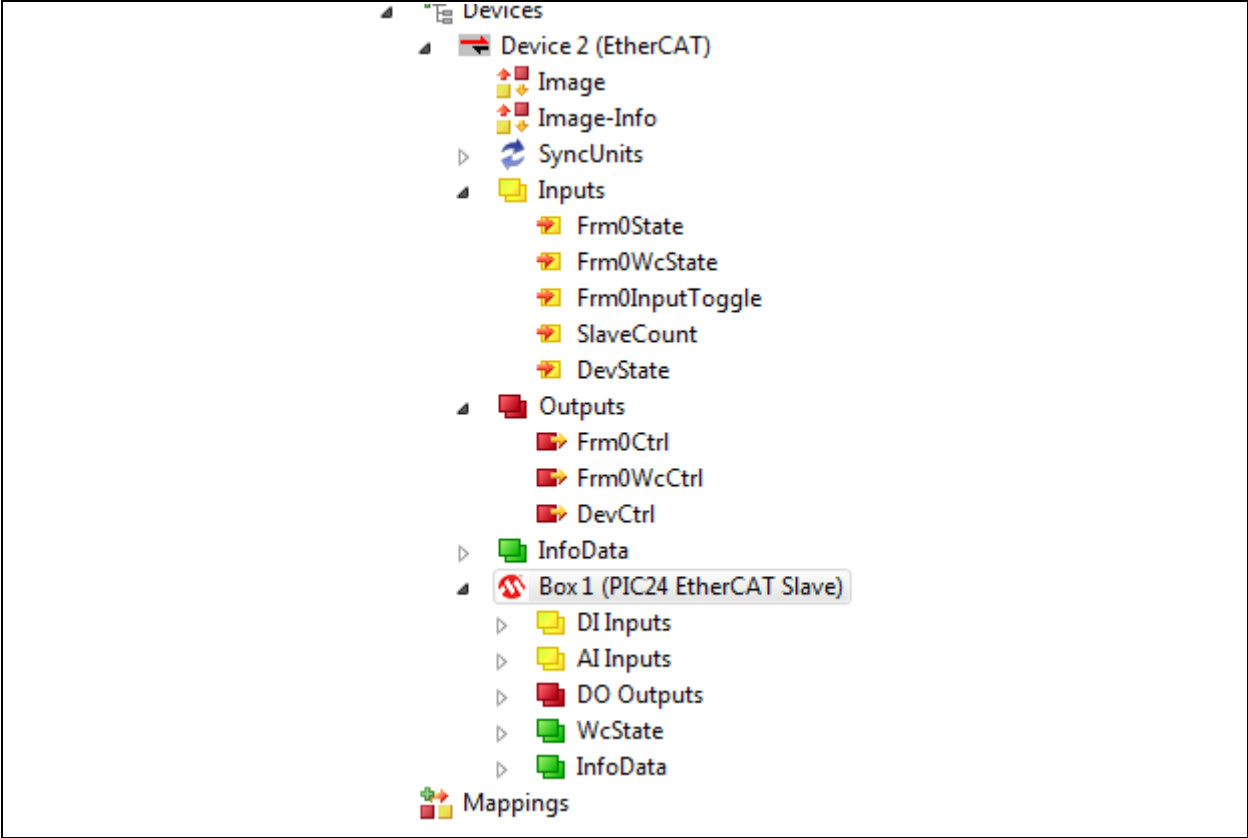 Devices
Device 2 (EtherCAT)
Image
Image-Info
SyncUnits
Inputs
Frm0State
Frm0WcState
Frm0InputToggle
SlaveCount
DevState
Outputs
Frm0Ctrl
Frm0WcCtrl
DevCtrl
InfoData
Box 1 (PIC24 EtherCAT Slave)
DI Inputs
AI Inputs
DO Outputs
WcState
InfoData
Mappings